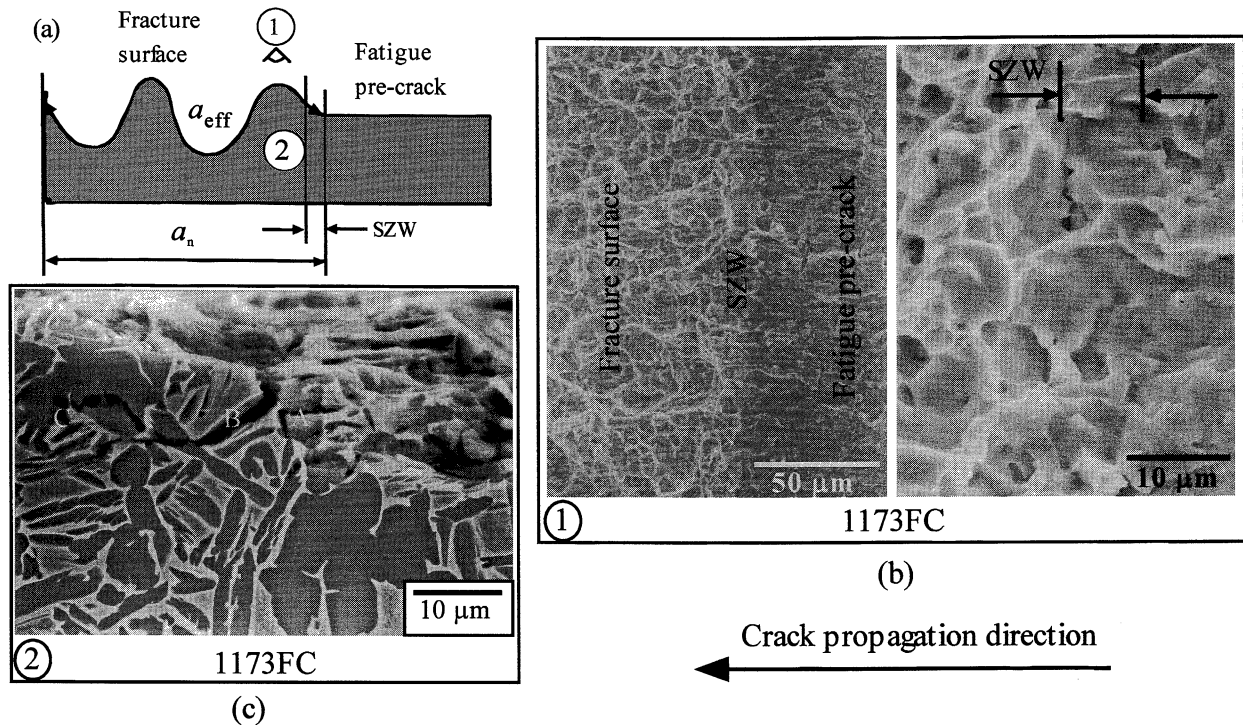 (a)
Fracture
surface
1
Fatigue
pre-crack
a_eff
2
a_n
SZW
Fracture surface
SZW
Fatigue pre-crack
50 µm
SZW
10 µm
1
1173FC
(b)
C
B
A
10 µm
2
1173FC
(c)
Crack propagation direction